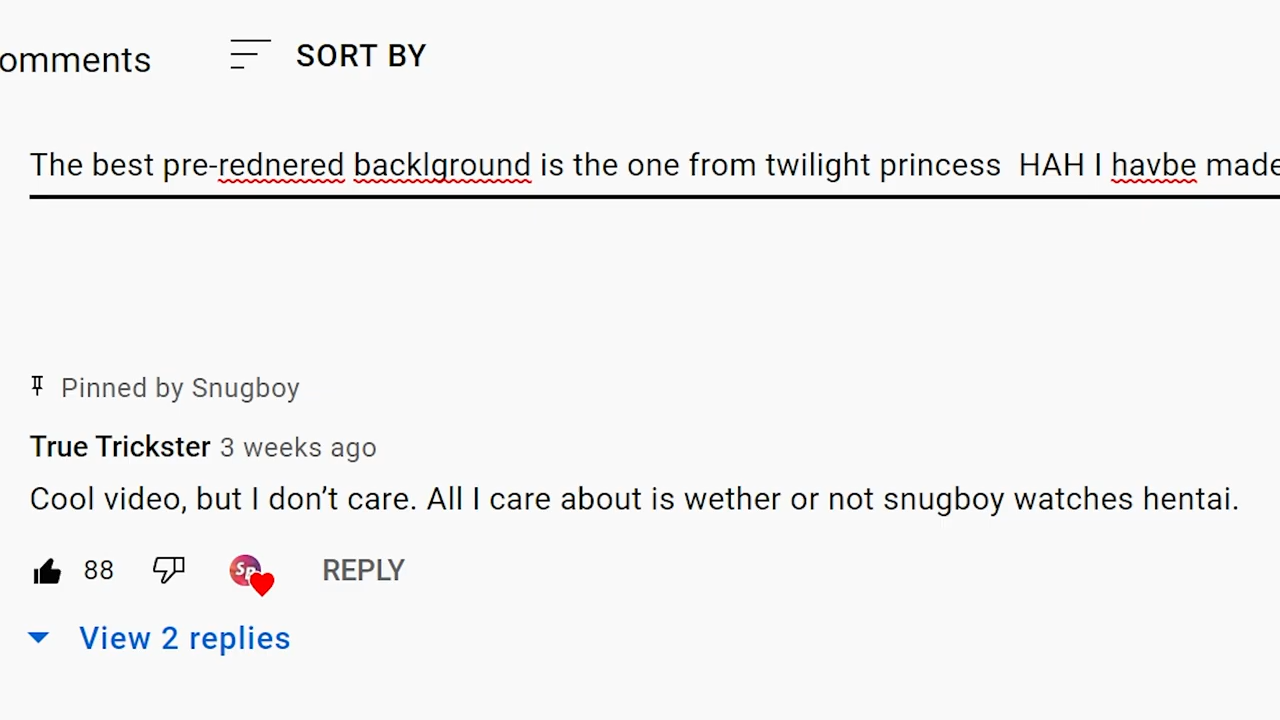 omments
SORT BY
The best pre-rednered backlground is the one from twilight princess  HAH I havbe made
Pinned by Snugboy
True Trickster 3 weeks ago
Cool video, but I don’t care. All I care about is wether or not snugboy watches hentai.
88
Sp
REPLY
View 2 replies